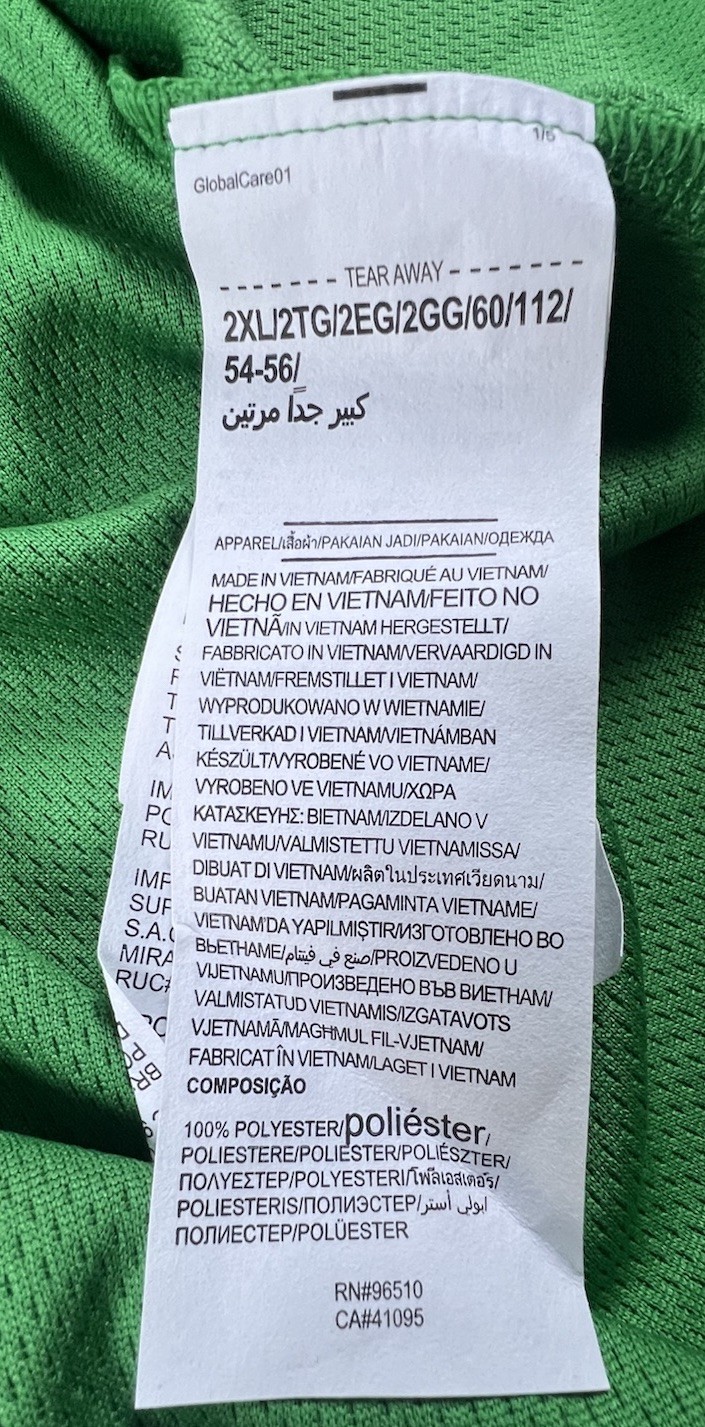 1/5
GlobalCare01
TEAR AWAY
2XL/2TG/2EG/2GG/60/112/
54-56/
كبير جداً مرتين
APPAREL/เสื้อผ้า/PAKAIAN JADI/PAKAIAN/ОДЕЖДА
MADE IN VIETNAM/FABRIQUÉ AU VIETNAM/
HECHO EN VIETNAM/FEITO NO
VIETNÃ/IN VIETNAM HERGESTELLT/
FABBRICATO IN VIETNAM/VERVAARDIGD IN
VIËTNAM/FREMSTILLET I VIETNAM/
WYPRODUKOWANO W WIETNAMIE/
TILLVERKAD I VIETNAM/VIETNÁMBAN
KÉSZÜLT/VYROBENÉ VO VIETNAME/
VYROBENO VE VIETNAMU/ΧΩΡΑ
ΚΑΤΑΣΚΕΥΗΣ: ΒΙΕΤΝΑΜ/IZDELANO V
VIETNAMU/VALMISTETTU VIETNAMISSA/
DIBUAT DI VIETNAM/ผลิตในประเทศเวียดนาม/
BUATAN VIETNAM/PAGAMINTA VIETNAME/
VIETNAM'DA YAPILMIŞTIR/ИЗГОТОВЛЕНО ВО
ВЬЕТНАМЕ/صنع في فيتنام/PROIZVEDENO U
VIJETNAMU/ПРОИЗВЕДЕНО ВЪВ ВИЕТНАМ/
VALMISTATUD VIETNAMIS/IZGATAVOTS
VJETNAMĀ/MAGĦMUL FIL-VJETNAM/
FABRICAT ÎN VIETNAM/LAGET I VIETNAM
COMPOSIÇÃO
100% POLYESTER/poliéster/
POLIESTERE/POLIESTER/POLIÉSZTER/
ΠΟΛΥΕΣΤΕΡ/POLYESTERI/โพลีเอสเตอร์/
POLIESTERIS/ПОЛИЭСТЕР/ابولي أستر/
ПОЛИЕСТЕР/POLÜESTER
RN#96510
CA#41095